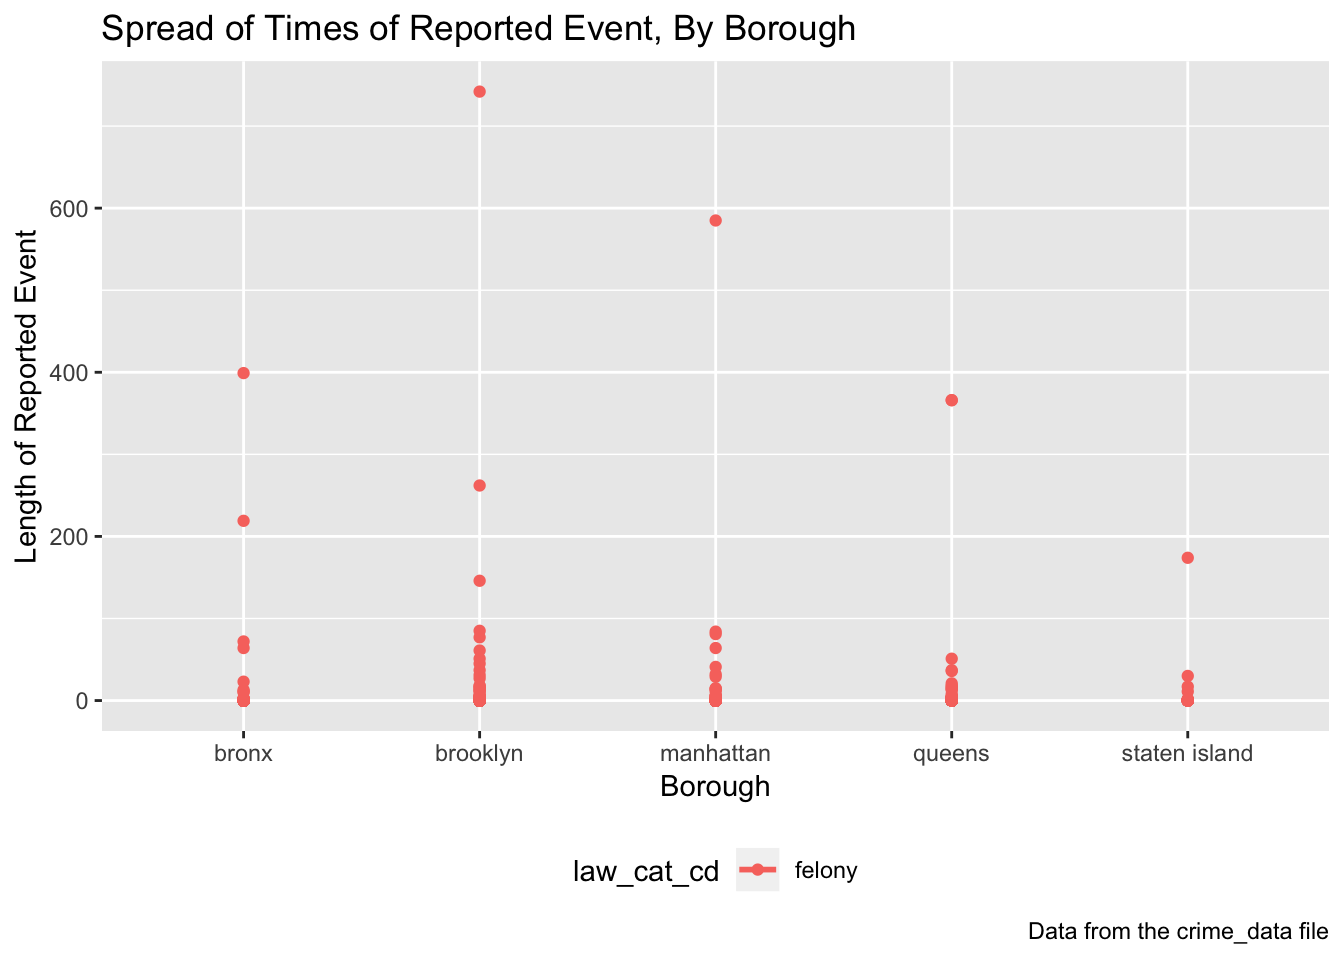 Spread of Times of Reported Event, By Borough
Length of Reported Event
600
400
200
0
bronx
brooklyn
manhattan
queens
staten island
Borough
law_cat_cd
felony
Data from the crime_data file